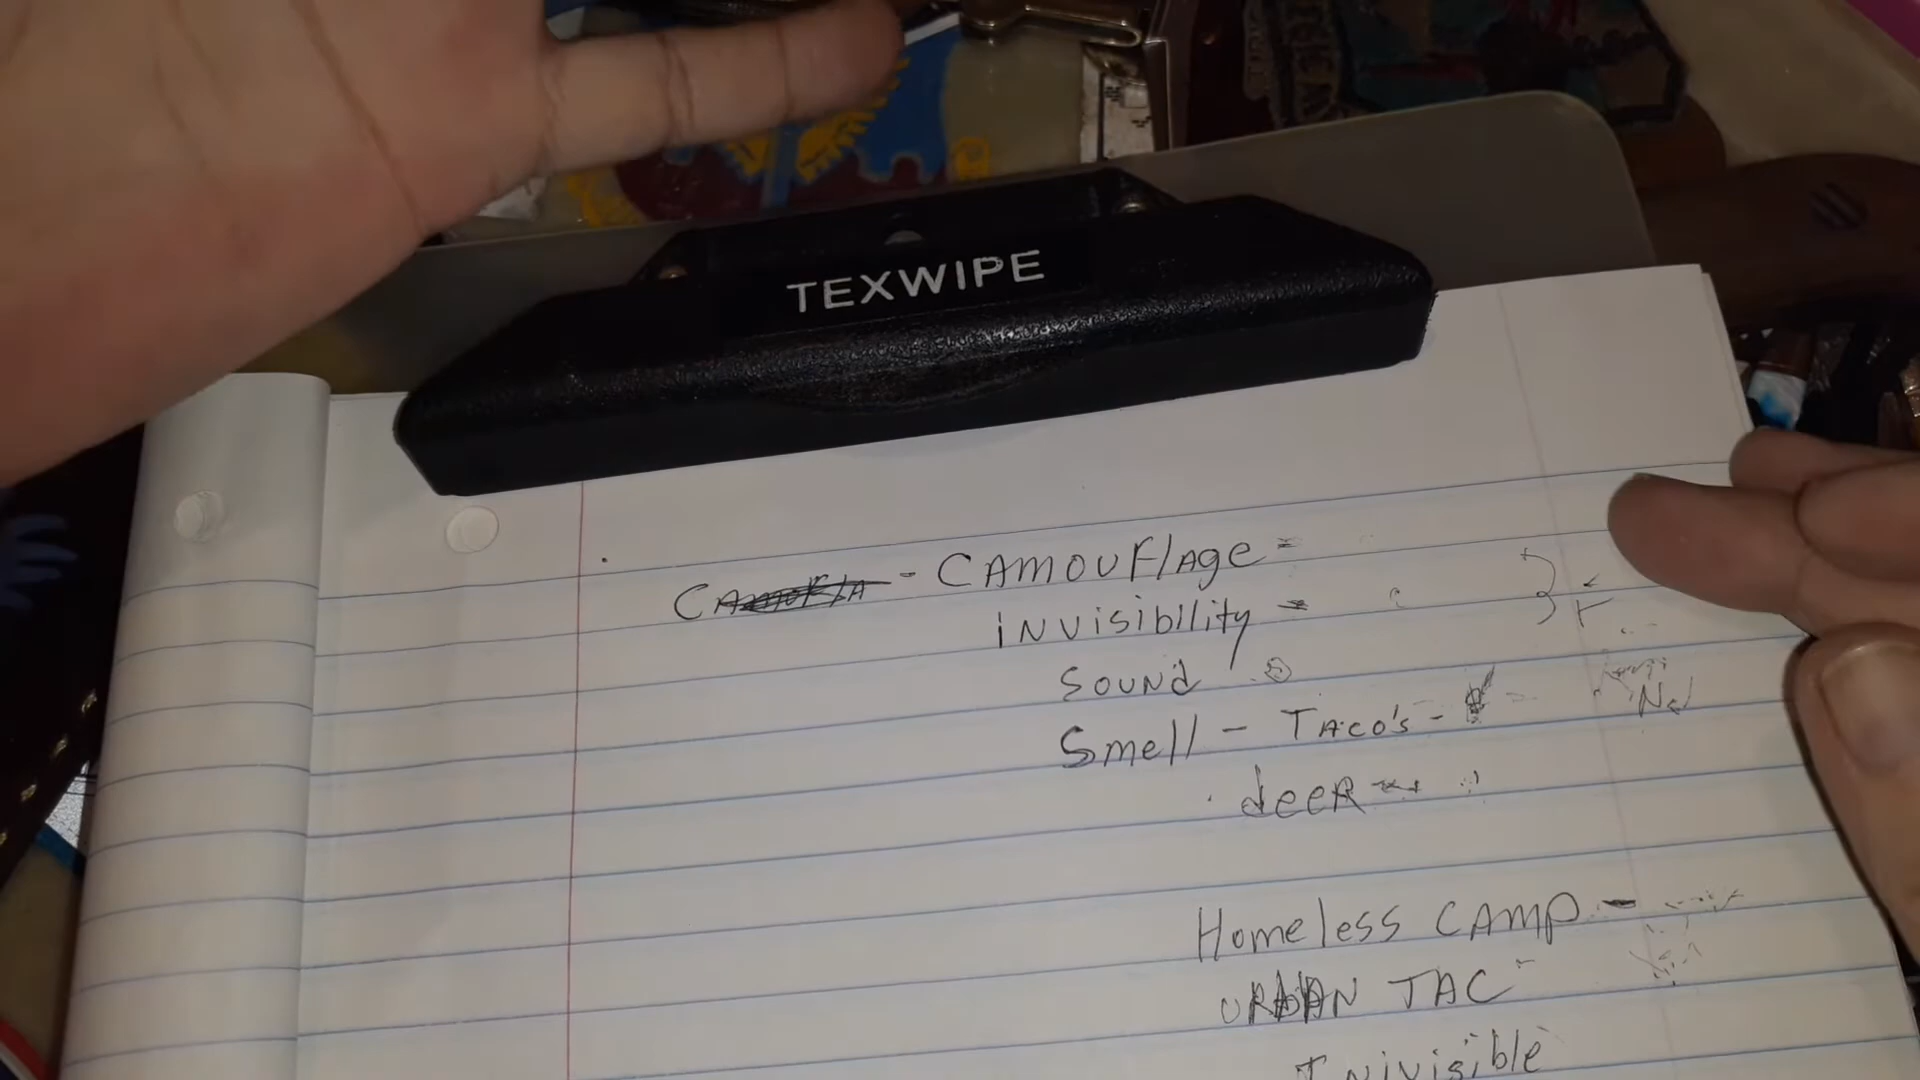 TEXWIPE
- CAMOUFlAge =
iNVisibility =
SOUND
Smell - TACO'S -
deer
Homeless CAMP -
URBAN TAC
Inivisible